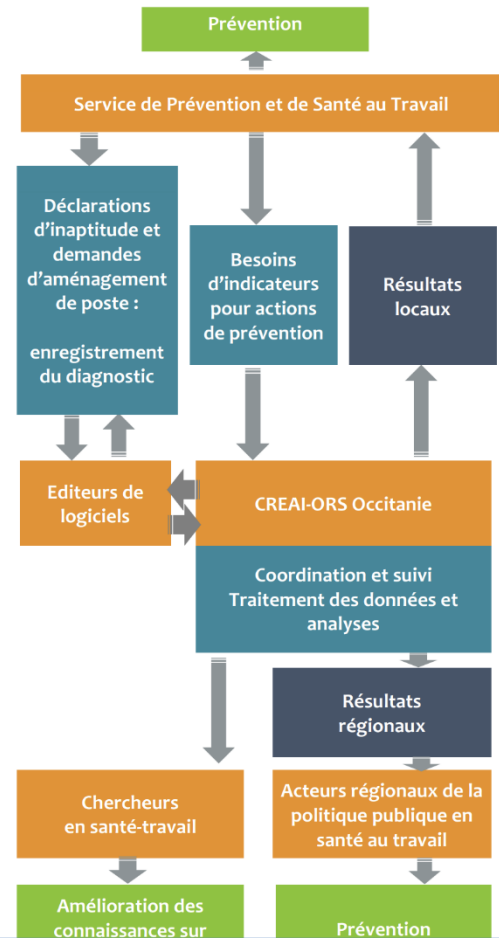 Prévention
Service de Prévention et de Santé au Travail
Déclarations
d'inaptitude et
demandes
d'aménagement
de poste :
enregistrement
du diagnostic
Besoins
d'indicateurs
pour actions
de prévention
Résultats
locaux
Editeurs de
logiciels
CREAI-ORS Occitanie
Coordination et suivi
Traitement des données et
analyses
Résultats
régionaux
Chercheurs
en santé-travail
Acteurs régionaux de la
politique publique en
santé au travail
Amélioration des
connaissances sur
Prévention